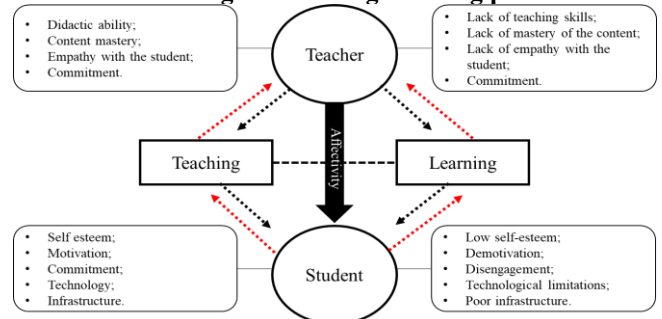 • Didactic ability;
• Content mastery;
• Empathy with the student;
• Commitment.
Teacher
• Lack of teaching skills;
• Lack of mastery of the content;
• Lack of empathy with the
student;
• Commitment.
Teaching
Affectivity
Learning
• Self esteem;
• Motivation;
• Commitment;
• Technology;
• Infrastructure.
Student
• Low self-esteem;
• Demotivation;
• Disengagement;
• Technological limitations;
• Poor infrastructure.